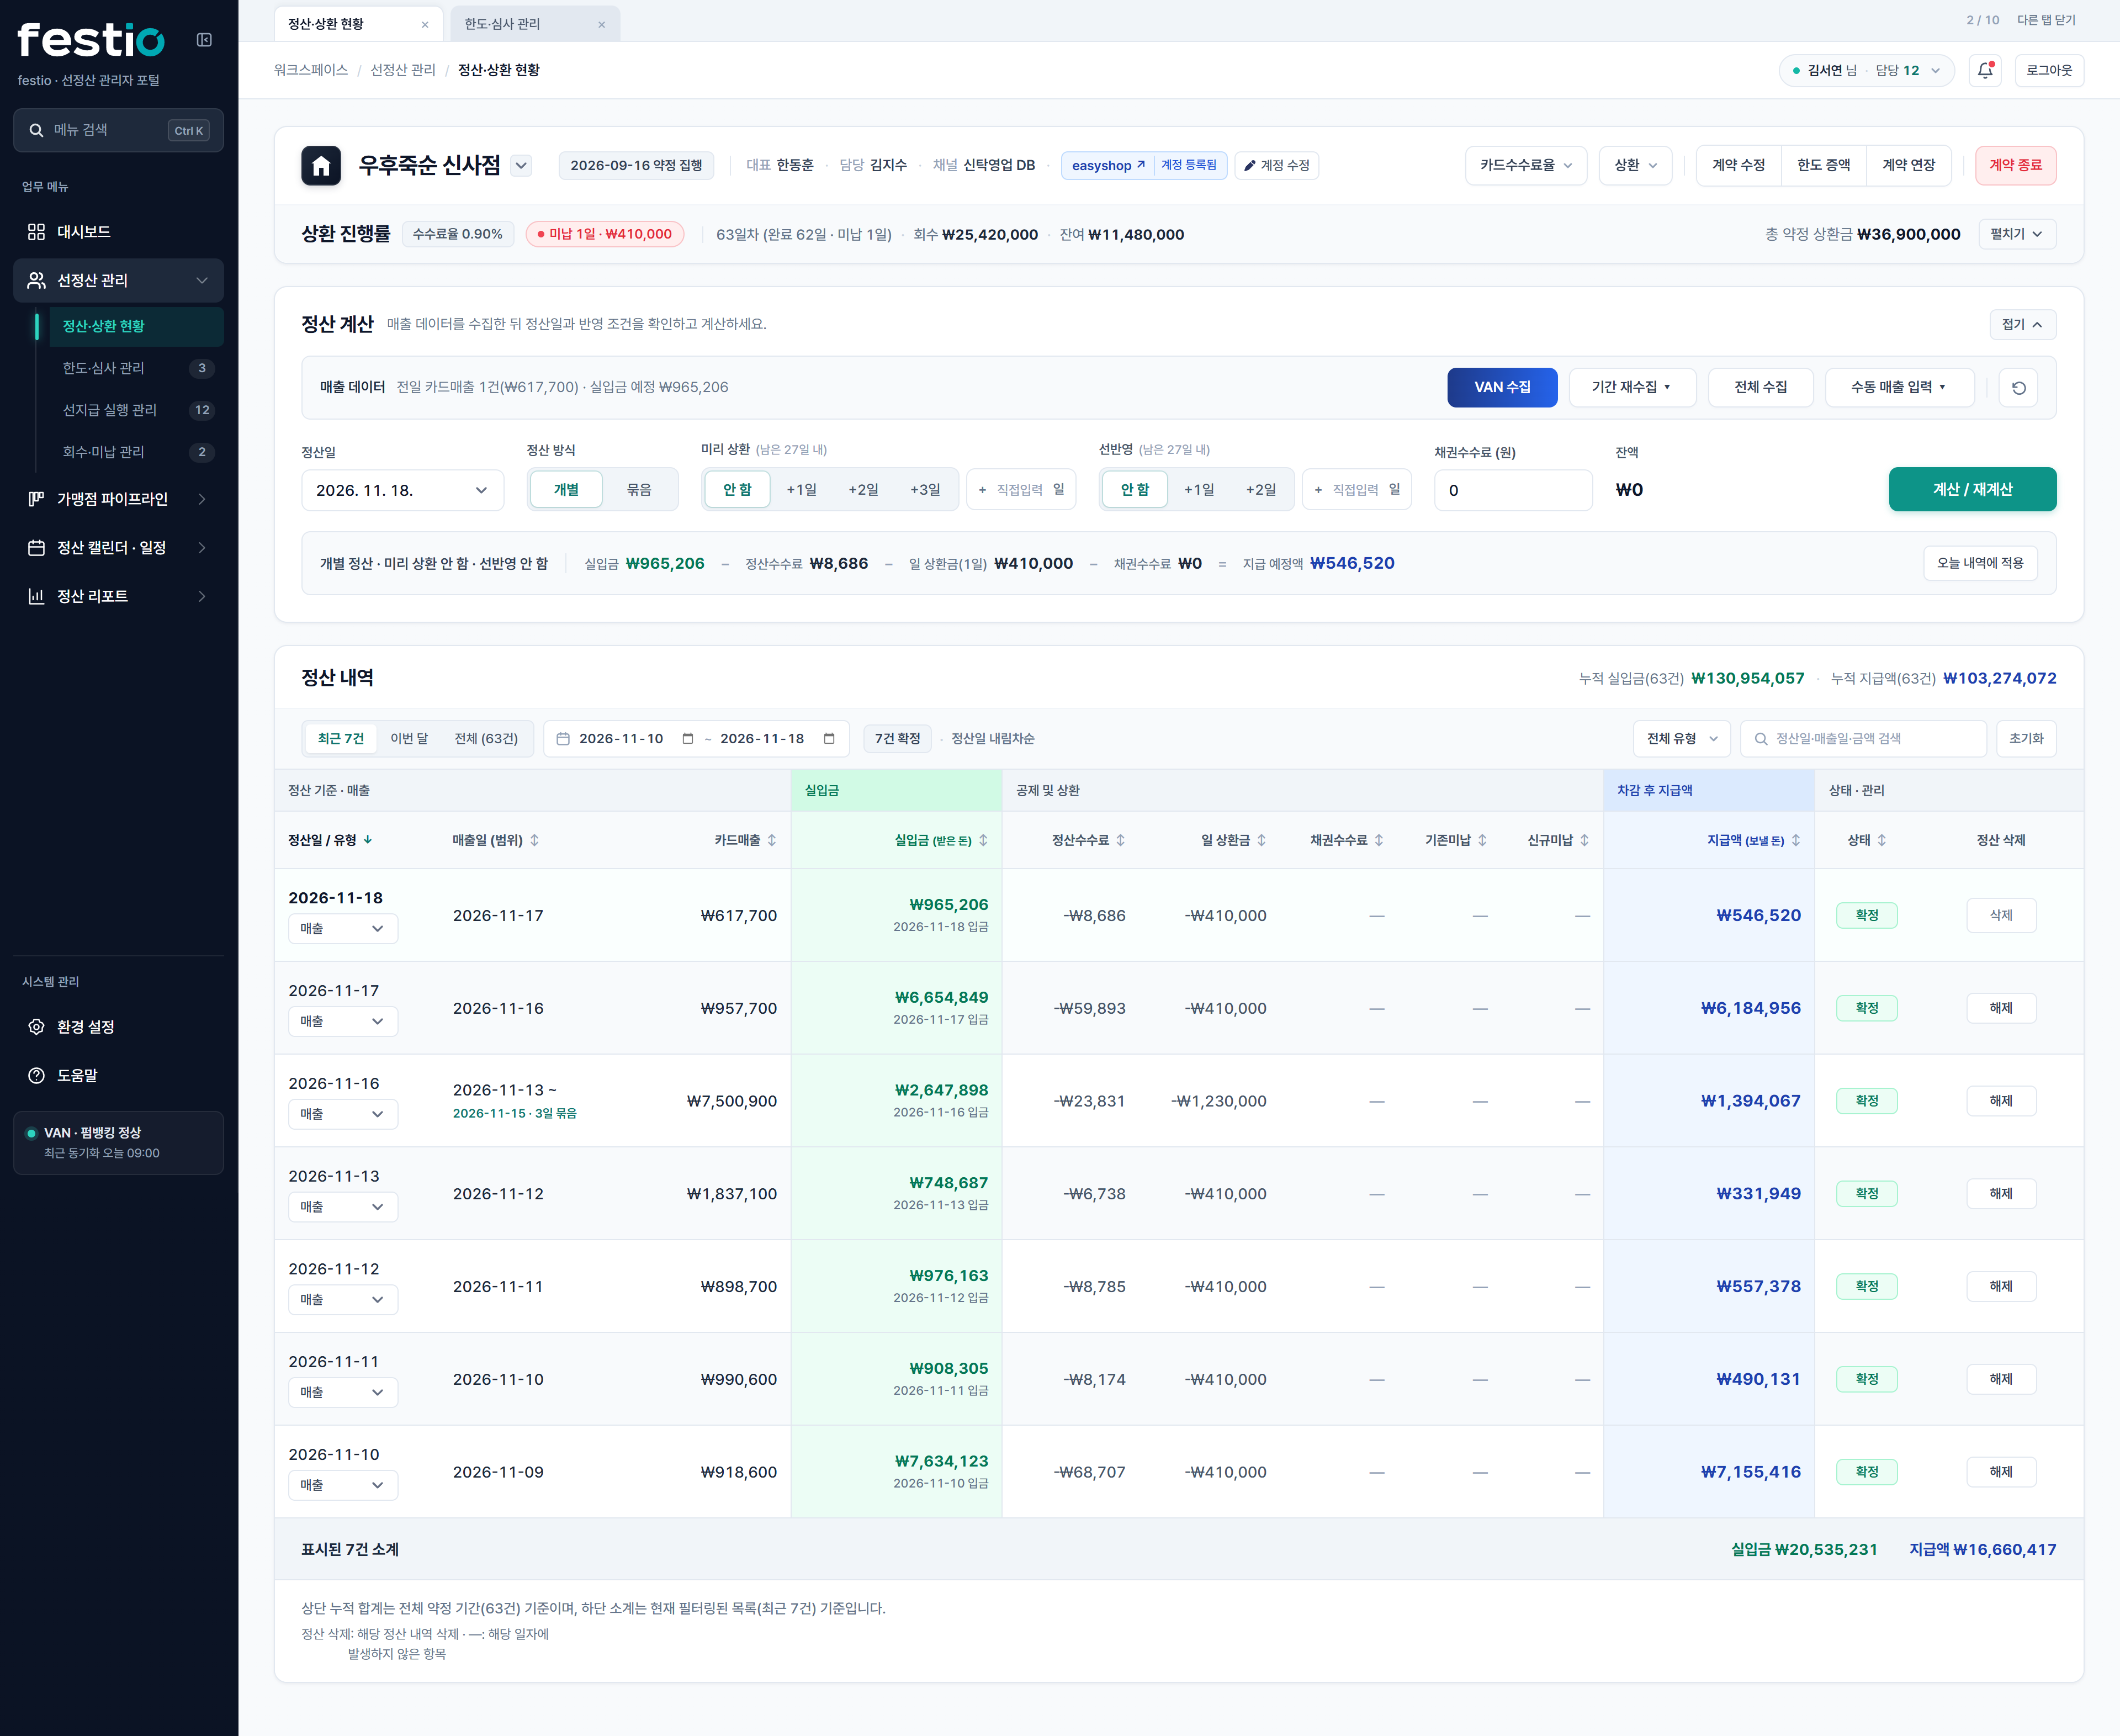 festio
festio · 선정산 관리자 포털
메뉴 검색 Ctrl K
업무 메뉴
대시보드
선정산 관리
정산·상환 현황
한도·심사 관리 3
선지급 실행 관리 12
회수·미납 관리 2
가맹점 파이프라인
정산 캘린더 · 일정
정산 리포트
시스템 관리
환경 설정
도움말
VAN · 펌뱅킹 정상
최근 동기화 오늘 09:00
정산·상환 현황 × 한도·심사 관리 × 2 / 10 다른 탭 닫기
워크스페이스 / 선정산 관리 / 정산·상환 현황 김서연 님 · 담당 12 로그아웃
우후죽순 신사점 2026-09-16 약정 집행 대표 한동훈 · 담당 김지수 · 채널 신탁영업 DB · easyshop ↗ 계정 등록됨 계정 수정 카드수수료율 상환 계약 수정 한도 증액 계약 연장 계약 종료
상환 진행률 수수료율 0.90% 미납 1일 · ₩410,000 63일차 (완료 62일 · 미납 1일) · 회수 ₩25,420,000 · 잔여 ₩11,480,000 총 약정 상환금 ₩36,900,000 펼치기
정산 계산 매출 데이터를 수집한 뒤 정산일과 반영 조건을 확인하고 계산하세요. 접기
매출 데이터 전일 카드매출 1건(₩617,700) · 실입금 예정 ₩965,206 VAN 수집 기간 재수집 ▾ 전체 수집 수동 매출 입력 ▾
정산일 정산 방식 미리 상환 (남은 27일 내) 선반영 (남은 27일 내) 채권수수료 (원) 잔액
2026. 11. 18. 개별 묶음 안 함 +1일 +2일 +3일 + 직접입력 일 안 함 +1일 +2일 + 직접입력 일 0 ₩0 계산 / 재계산
개별 정산 · 미리 상환 안 함 · 선반영 안 함 실입금 ₩965,206 − 정산수수료 ₩8,686 − 일 상환금(1일) ₩410,000 − 채권수수료 ₩0 = 지급 예정액 ₩546,520 오늘 내역에 적용
정산 내역 누적 실입금(63건) ₩130,954,057 · 누적 지급액(63건) ₩103,274,072
최근 7건 이번 달 전체 (63건) 2026-11-10 ~ 2026-11-18 7건 확정 · 정산일 내림차순 전체 유형 정산일·매출일·금액 검색 초기화
정산 기준 · 매출 실입금 공제 및 상환 차감 후 지급액 상태 · 관리
정산일 / 유형 ↓ 매출일 (범위) 카드매출 실입금 (받은 돈) 정산수수료 일 상환금 채권수수료 기존미납 신규미납 지급액 (보낼 돈) 상태 정산 삭제
2026-11-18 매출 2026-11-17 ₩617,700 ₩965,206 2026-11-18 입금 -₩8,686 -₩410,000 — — — ₩546,520 확정 삭제
2026-11-17 매출 2026-11-16 ₩957,700 ₩6,654,849 2026-11-17 입금 -₩59,893 -₩410,000 — — — ₩6,184,956 확정 해제
2026-11-16 매출 2026-11-13 ~ 2026-11-15 · 3일 묶음 ₩7,500,900 ₩2,647,898 2026-11-16 입금 -₩23,831 -₩1,230,000 — — — ₩1,394,067 확정 해제
2026-11-13 매출 2026-11-12 ₩1,837,100 ₩748,687 2026-11-13 입금 -₩6,738 -₩410,000 — — — ₩331,949 확정 해제
2026-11-12 매출 2026-11-11 ₩898,700 ₩976,163 2026-11-12 입금 -₩8,785 -₩410,000 — — — ₩557,378 확정 해제
2026-11-11 매출 2026-11-10 ₩990,600 ₩908,305 2026-11-11 입금 -₩8,174 -₩410,000 — — — ₩490,131 확정 해제
2026-11-10 매출 2026-11-09 ₩918,600 ₩7,634,123 2026-11-10 입금 -₩68,707 -₩410,000 — — — ₩7,155,416 확정 해제
표시된 7건 소계 실입금 ₩20,535,231 지급액 ₩16,660,417
상단 누적 합계는 전체 약정 기간(63건) 기준이며, 하단 소계는 현재 필터링된 목록(최근 7건) 기준입니다.
정산 삭제: 해당 정산 내역 삭제 · —: 해당 일자에
발생하지 않은 항목